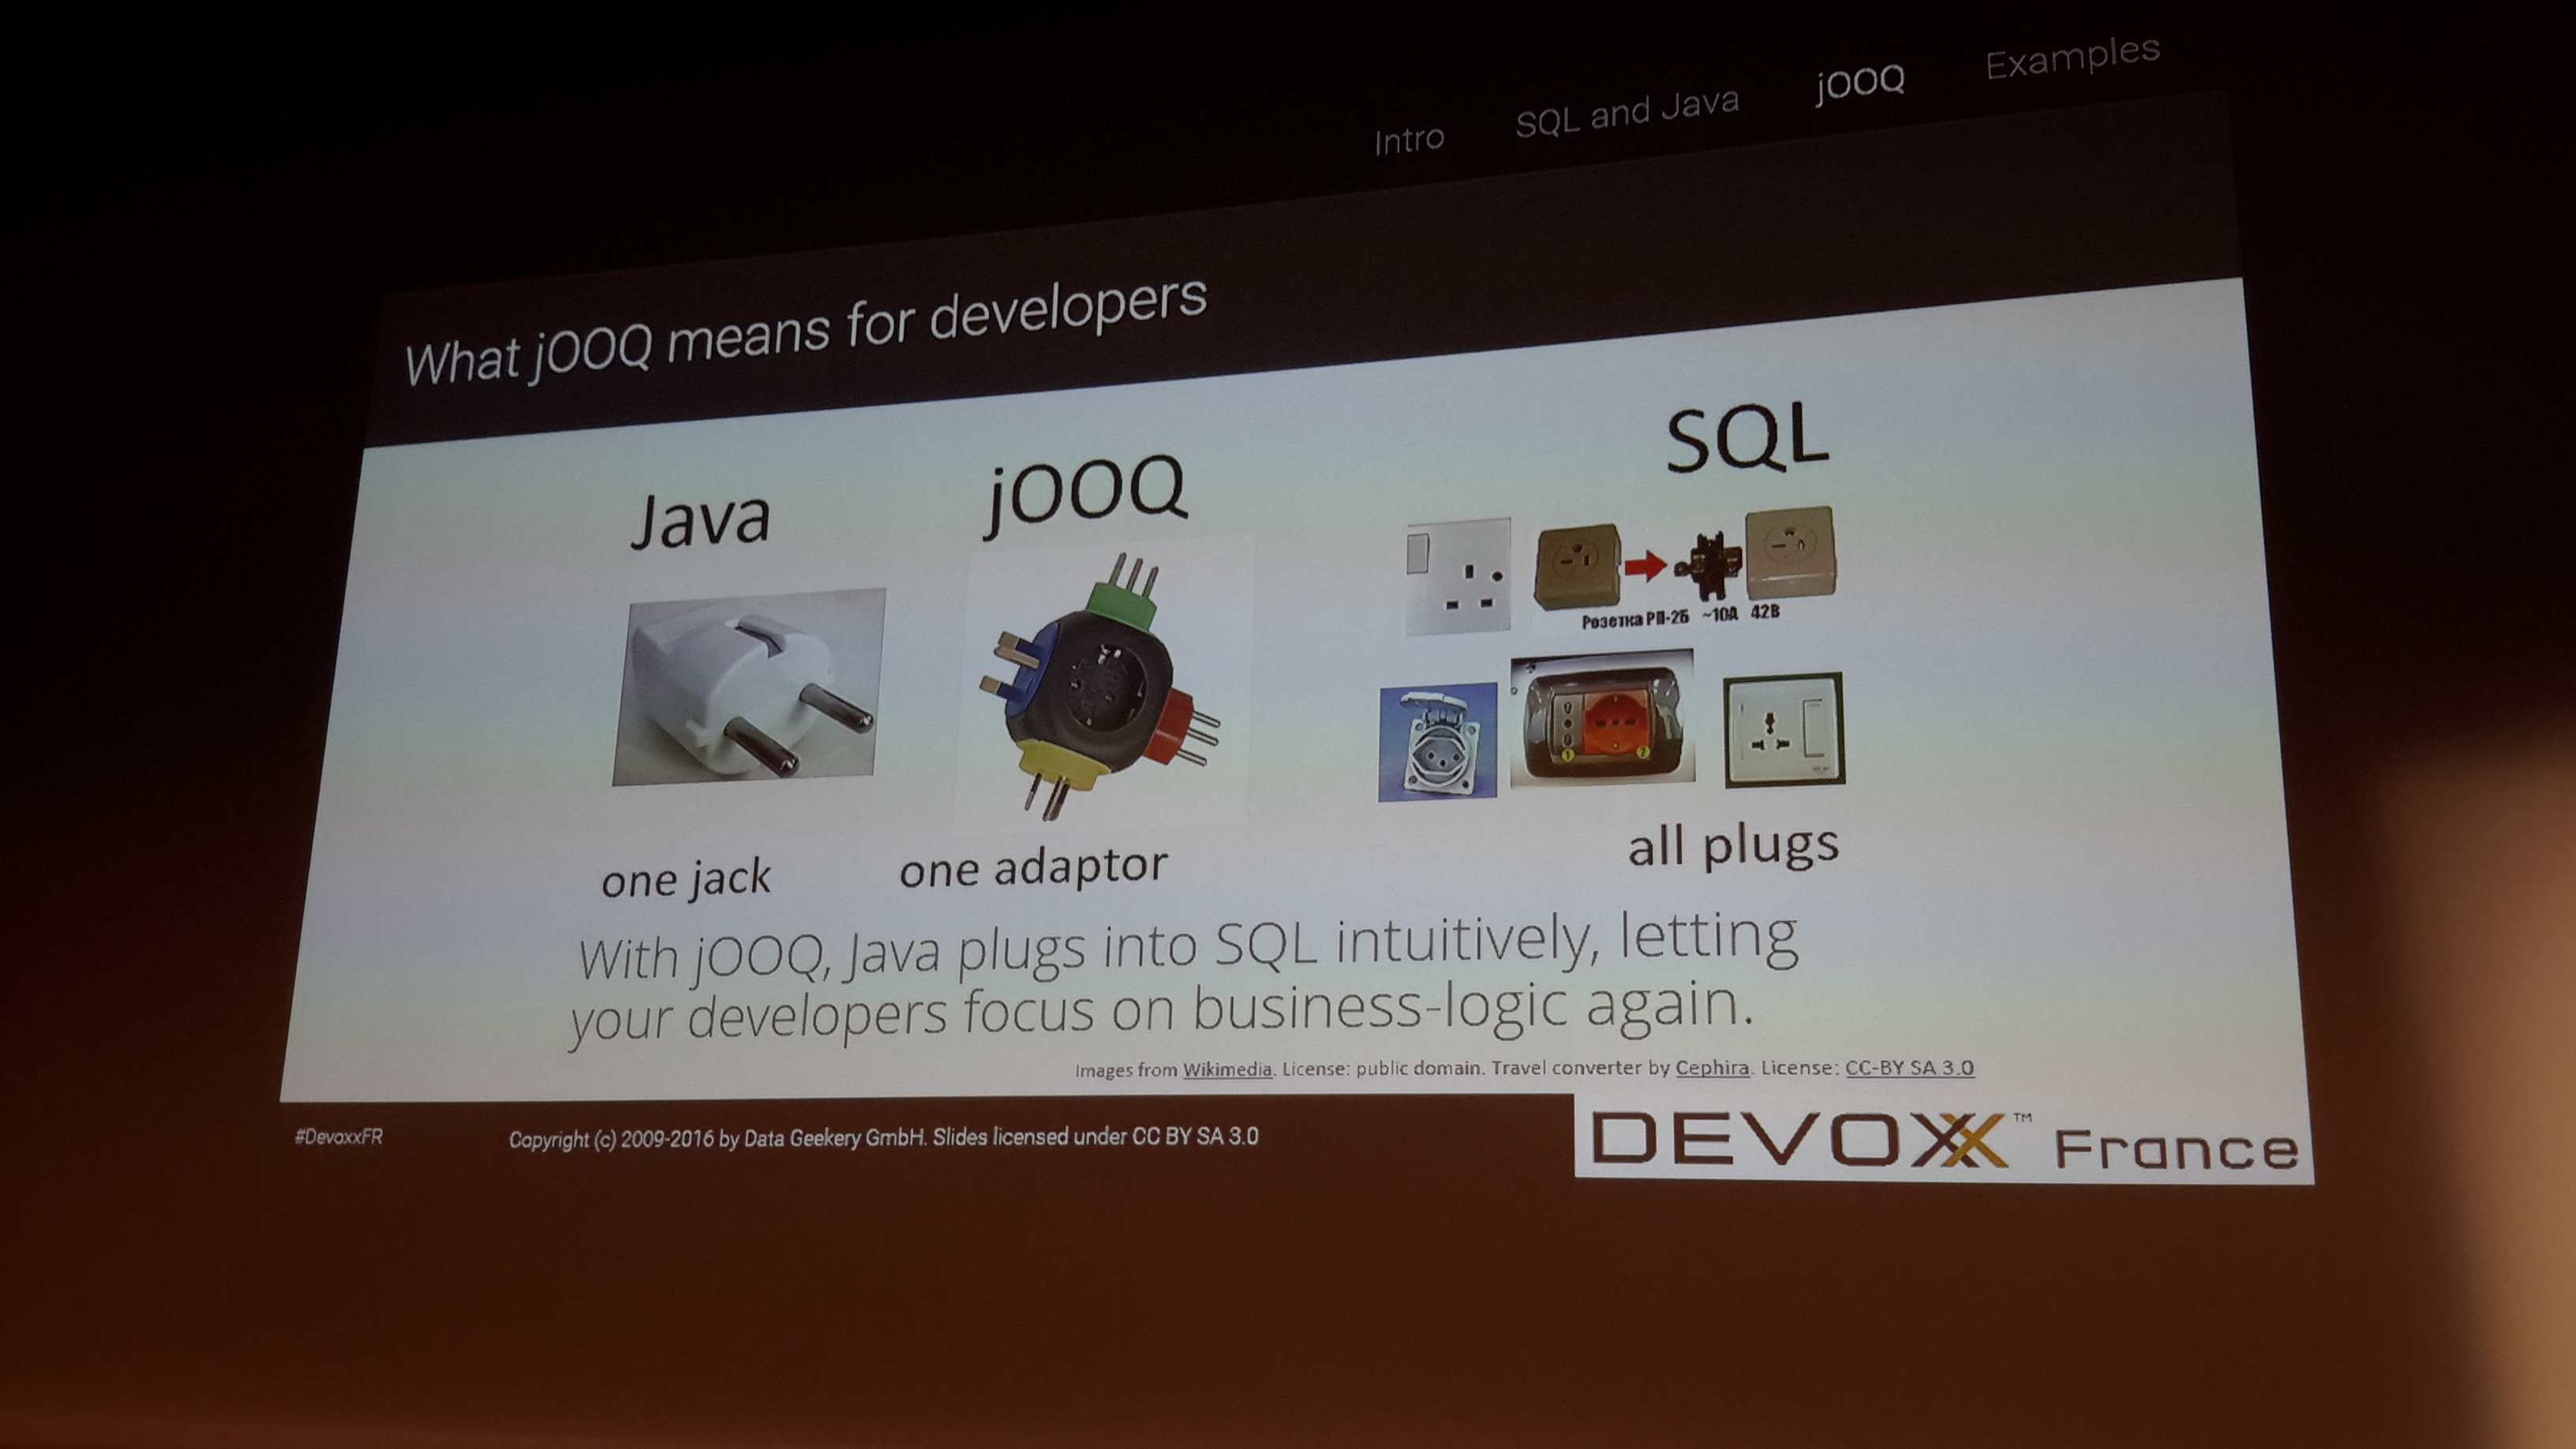 Intro SQL and Java jOOQ Examples
What jOOQ means for developers
Java jOOQ SQL
Розетка РП-2Б ~10А 42В
one jack one adaptor all plugs
With jOOQ, Java plugs into SQL intuitively, letting
your developers focus on business-logic again.
Images from Wikimedia. License: public domain. Travel converter by Cephira. License: CC-BY SA 3.0
#DevoxxFR Copyright (c) 2009-2016 by Data Geekery GmbH. Slides licensed under CC BY SA 3.0
DEVOXX™ France